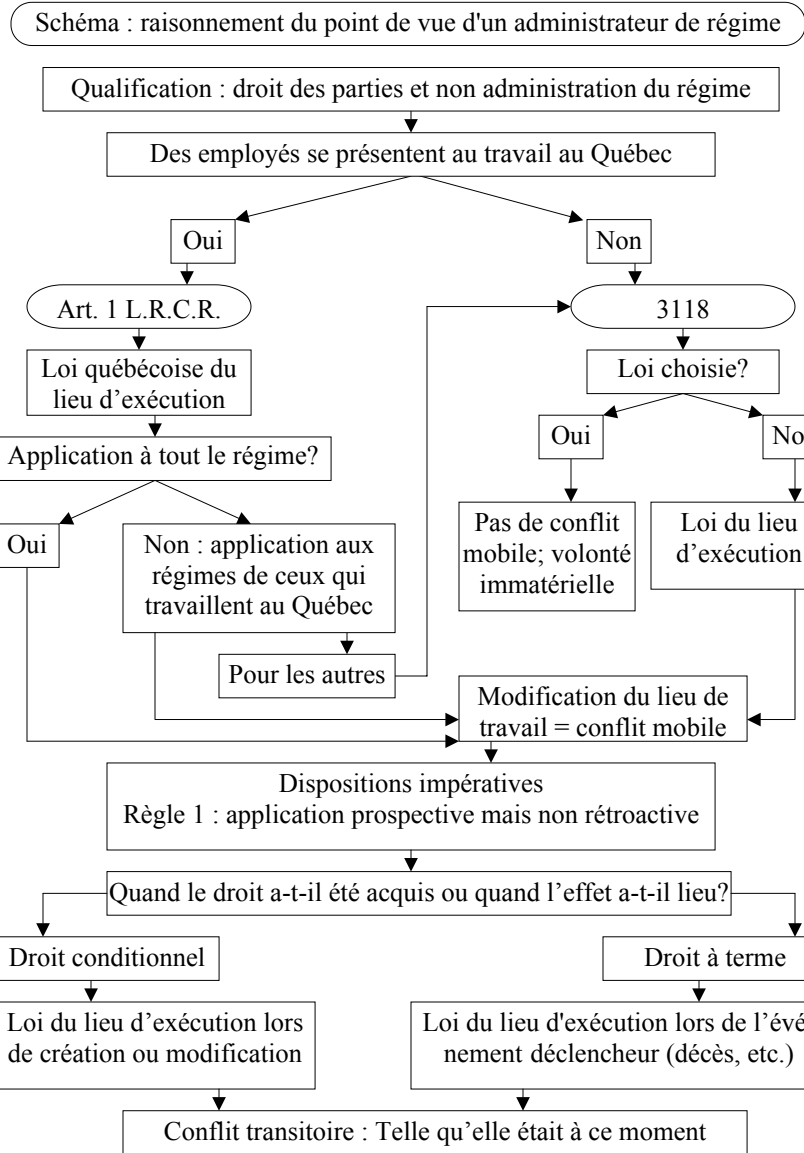 Schéma : raisonnement du point de vue d'un administrateur de régime
Qualification : droit des parties et non administration du régime
Des employés se présentent au travail au Québec
Oui
Non
Art. 1 L.R.C.R.
3118
Loi québécoise du
lieu d’exécution
Loi choisie?
Application à tout le régime?
Oui
No
Oui
Non : application aux
régimes de ceux qui
travaillent au Québec
Pas de conflit
mobile; volonté
immatérielle
Loi du lieu
d’exécution
Pour les autres
Modification du lieu de
travail = conflit mobile
Dispositions impératives
Règle 1 : application prospective mais non rétroactive
Quand le droit a-t-il été acquis ou quand l’effet a-t-il lieu?
Droit conditionnel
Droit à terme
Loi du lieu d’exécution lors
de création ou modification
Loi du lieu d'exécution lors de l’évé
nement déclencheur (décès, etc.)
Conflit transitoire : Telle qu’elle était à ce moment